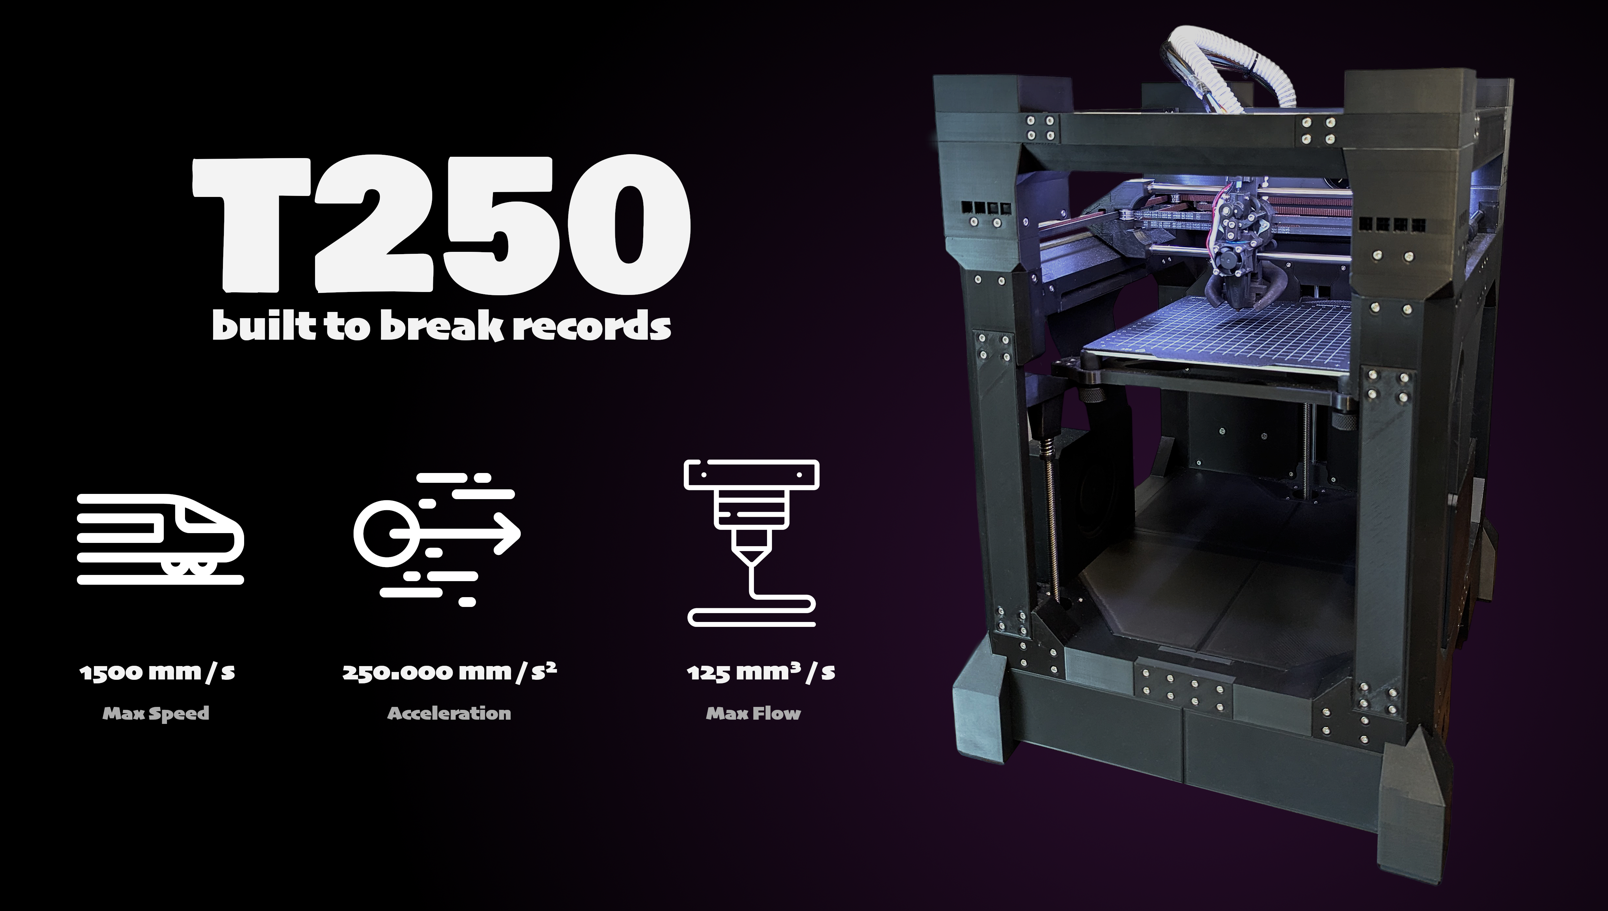 T250
built to break records
1500 mm/s
250.000 mm/s²
125 mm³/s
Max Speed
Acceleration
Max Flow